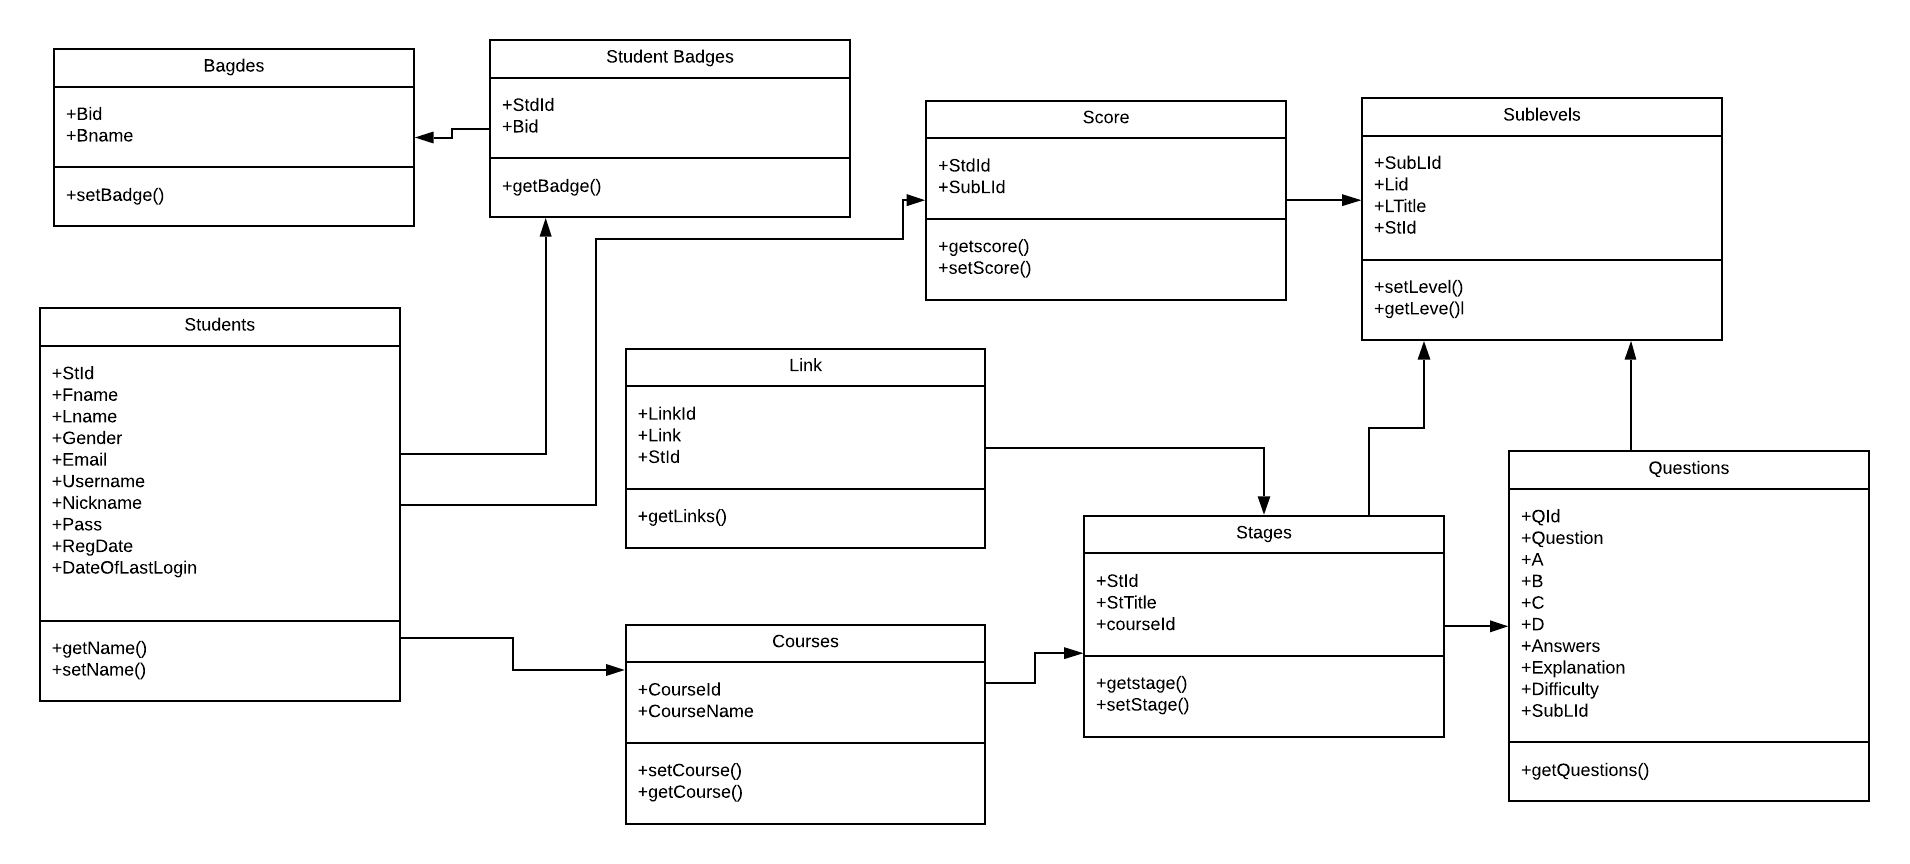 Bagdes
+Bid
+Bname
+setBadge()
Student Badges
+StdId
+Bid
+getBadge()
Score
+StdId
+SubLId
+getscore()
+setScore()
Sublevels
+SubLId
+Lid
+LTitle
+StId
+setLevel()
+getLeve()l
Students
+StId
+Fname
+Lname
+Gender
+Email
+Username
+Nickname
+Pass
+RegDate
+DateOfLastLogin
+getName()
+setName()
Link
+LinkId
+Link
+StId
+getLinks()
Courses
+CourseId
+CourseName
+setCourse()
+getCourse()
Stages
+StId
+StTitle
+courseId
+getstage()
+setStage()
Questions
+QId
+Question
+A
+B
+C
+D
+Answers
+Explanation
+Difficulty
+SubLId
+getQuestions()